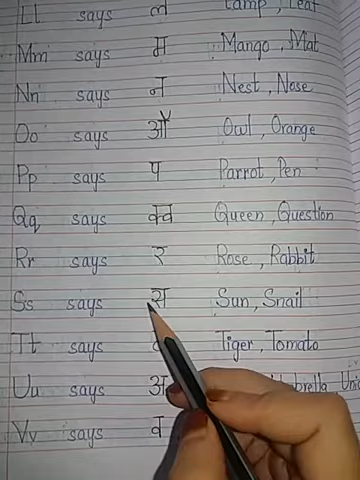 Ll says ल Lamp, Leaf
Mm says म Mango, Mat
Nn says न Nest, Nose
Oo says ऑ Owl, Orange
Pp says प Parrot, Pen
Qq says क्व Queen, Question
Rr says र Rose, Rabbit
Ss says स Sun, Snail
Tt says Tiger, Tomato
Uu says अ
Vv says व